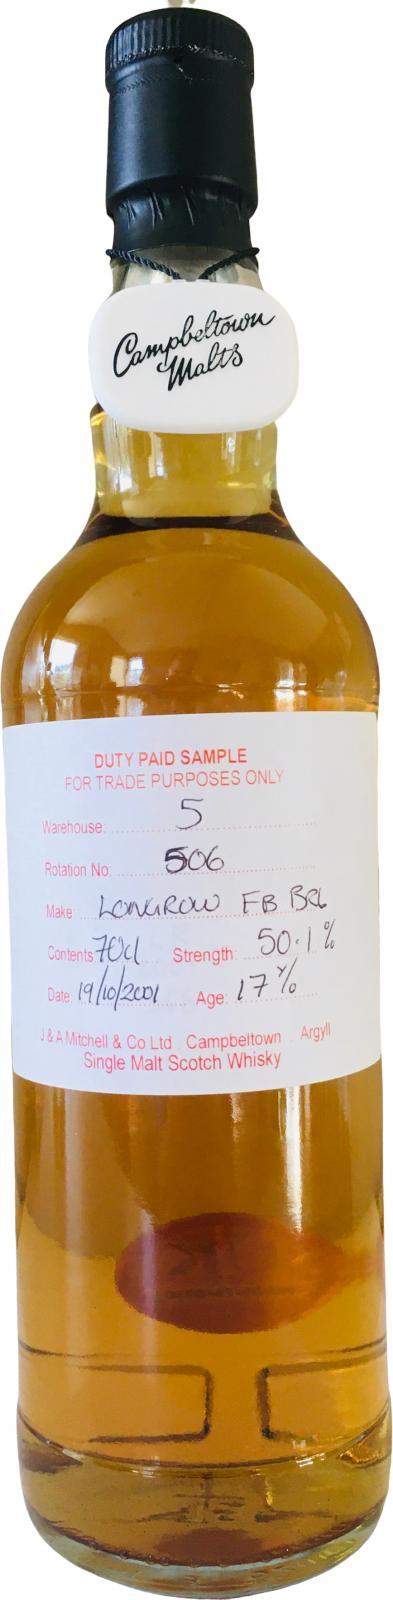 Campbeltown
Malts
DUTY PAID SAMPLE
FOR TRADE PURPOSES ONLY
Warehouse: 5
Rotation No: 506
Make LONGROW FB BRL
Contents 70cl Strength: 50.1%
Date 19/10/2001 Age: 17 y/o
J & A Mitchell & Co Ltd . Campbeltown . Argyll
Single Malt Scotch Whisky